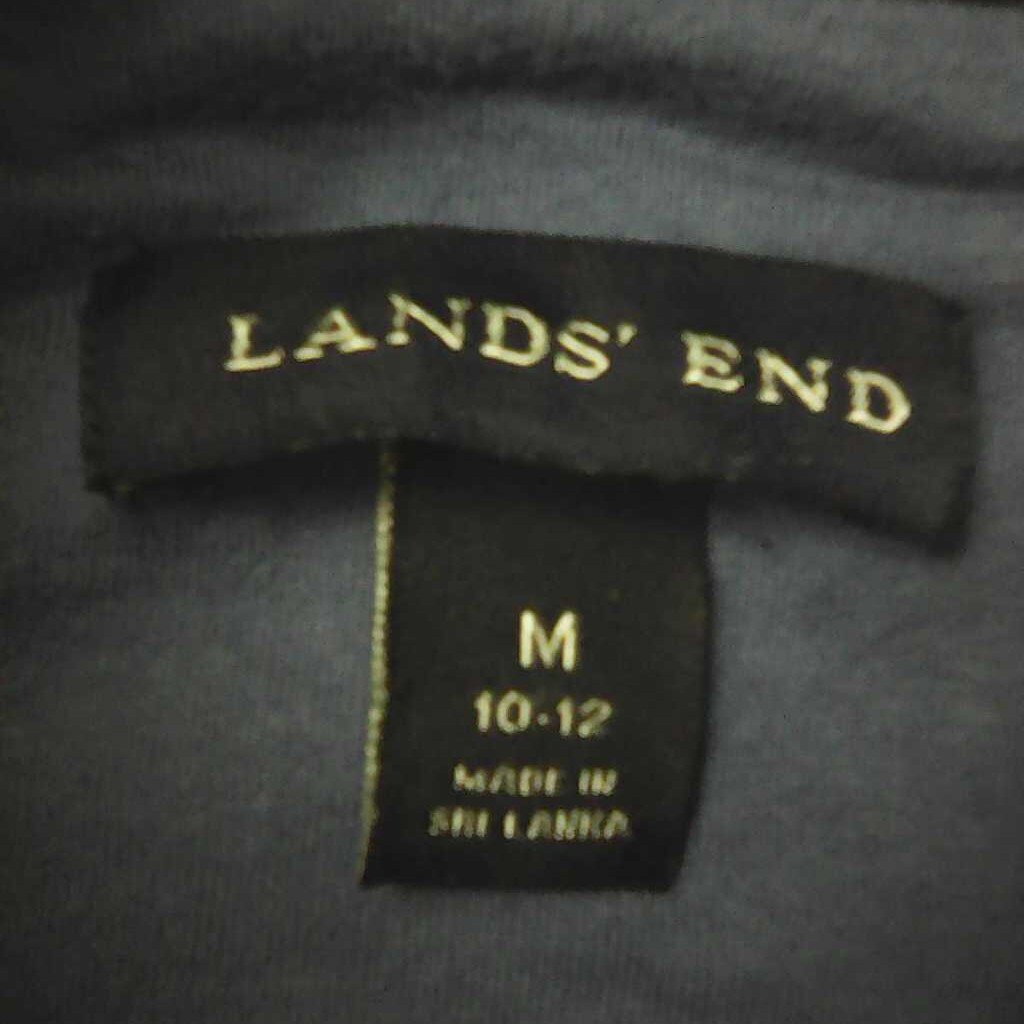 LANDS' END
M
10-12
MADE IN
SRI LANKA